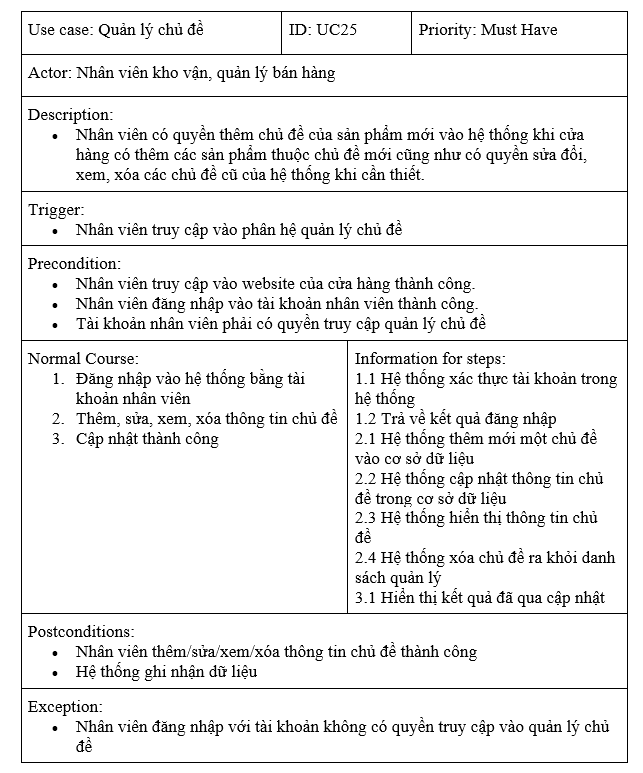 Use case: Quản lý chủ đề
ID: UC25
Priority: Must Have
Actor: Nhân viên kho vận, quản lý bán hàng
Description:
• Nhân viên có quyền thêm chủ đề của sản phẩm mới vào hệ thống khi cửa
hàng có thêm các sản phẩm thuộc chủ đề mới cũng như có quyền sửa đổi,
xem, xóa các chủ đề cũ của hệ thống khi cần thiết.
Trigger:
• Nhân viên truy cập vào phân hệ quản lý chủ đề
Precondition:
• Nhân viên truy cập vào website của cửa hàng thành công.
• Nhân viên đăng nhập vào tài khoản nhân viên thành công.
• Tài khoản nhân viên phải có quyền truy cập quản lý chủ đề
Normal Course:
1. Đăng nhập vào hệ thống bằng tài
khoản nhân viên
2. Thêm, sửa, xem, xóa thông tin chủ đề
3. Cập nhật thành công
Information for steps:
1.1 Hệ thống xác thực tài khoản trong
hệ thống
1.2 Trả về kết quả đăng nhập
2.1 Hệ thống thêm mới một chủ đề
vào cơ sở dữ liệu
2.2 Hệ thống cập nhật thông tin chủ
đề trong cơ sở dữ liệu
2.3 Hệ thống hiển thị thông tin chủ
đề
2.4 Hệ thống xóa chủ đề ra khỏi danh
sách quản lý
3.1 Hiển thị kết quả đã qua cập nhật
Postconditions:
• Nhân viên thêm/sửa/xem/xóa thông tin chủ đề thành công
• Hệ thống ghi nhận dữ liệu
Exception:
• Nhân viên đăng nhập với tài khoản không có quyền truy cập vào quản lý chủ
đề